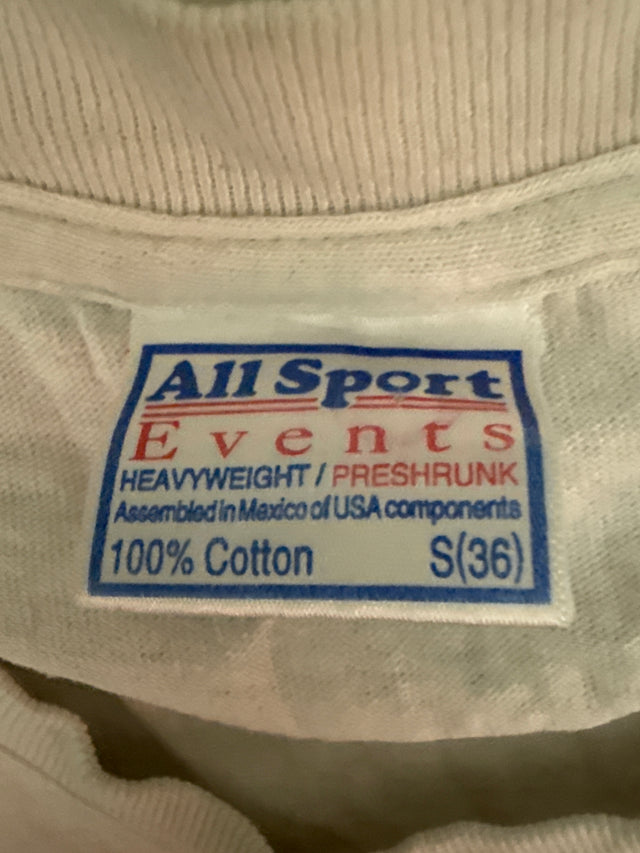 All Sport
Events
HEAVYWEIGHT / PRESHRUNK
Assembled in Mexico of USA components
100% Cotton S(36)